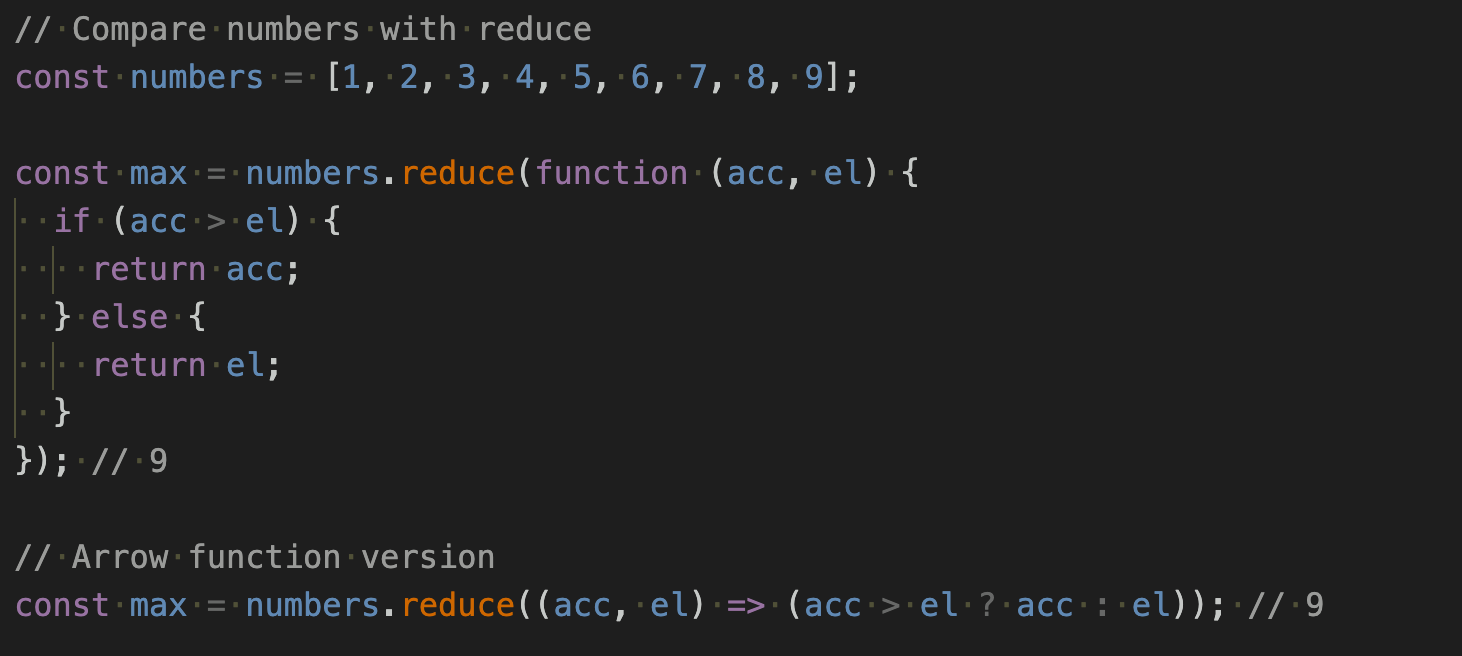 // Compare numbers with reduce
const numbers = [1, 2, 3, 4, 5, 6, 7, 8, 9];

const max = numbers.reduce(function (acc, el) {
  if (acc > el) {
    return acc;
  } else {
    return el;
  }
}); // 9

// Arrow function version
const max = numbers.reduce((acc, el) => (acc > el ? acc : el)); // 9